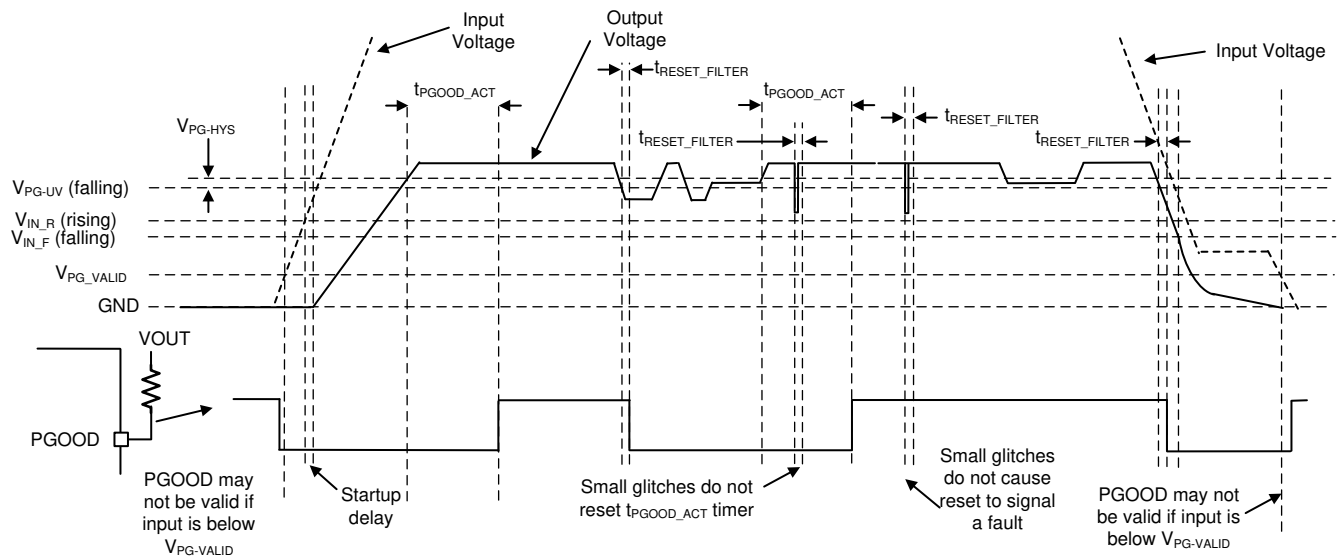 Input
Voltage
Output
Voltage
Input Voltage
tRESET_FILTER
tPGOOD_ACT
tPGOOD_ACT
tRESET_FILTER
tRESET_FILTER
tRESET_FILTER
VPG-HYS
VPG-UV (falling)
VIN_R (rising)
VIN_F (falling)
VPG_VALID
GND
VOUT
PGOOD
PGOOD may
not be valid if
input is below
VPG-VALID
Startup
delay
Small glitches do not
reset tPGOOD_ACT timer
Small glitches
do not cause
reset to signal
a fault
PGOOD may not
be valid if input is
below VPG-VALID